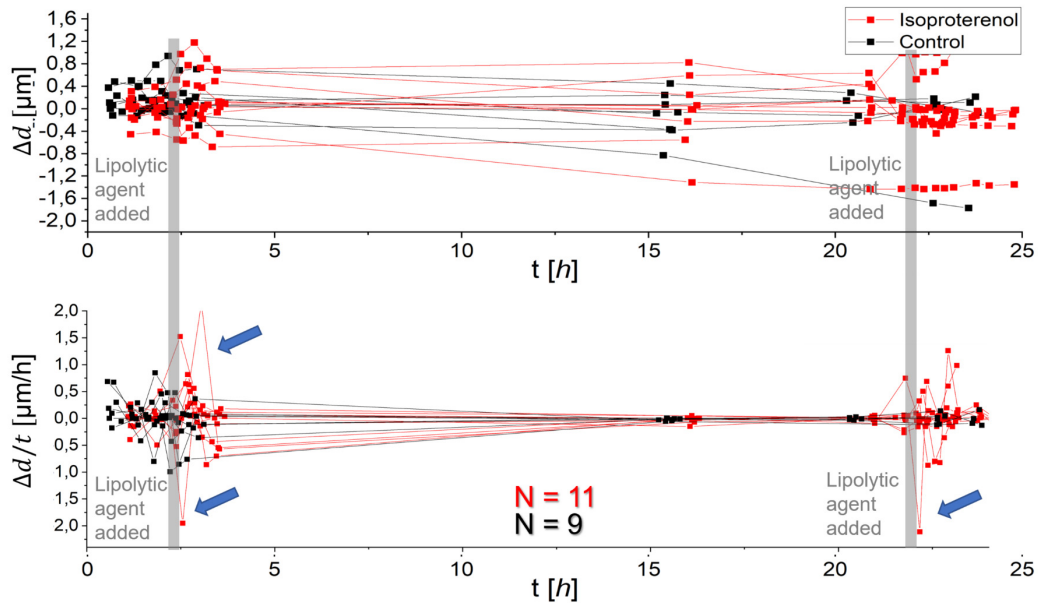 1,6
1,2
0,8
0,4
0,0
-0,4
-0,8
-1,2
-1,6
-2,0
Δd..[µm]
Isoproterenol
Control
Lipolytic
agent
added
Lipolytic
agent
added
0 5 10 15 20 25
t [h]
2,0
1,5
1,0
0,5
0,0
0,5
1,0
1,5
2,0
Δd/t [µm/h]
Lipolytic
agent
added
N = 11
N = 9
Lipolytic
agent
added
0 5 10 15 20 25
t [h]